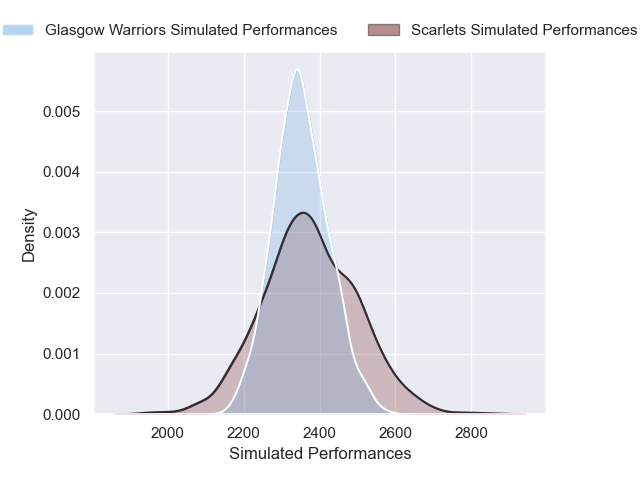 Glasgow Warriors Simulated Performances
Scarlets Simulated Performances
0.005
0.004
0.003
0.002
0.001
0.000
Density
2000 2200 2400 2600 2800
Simulated Performances